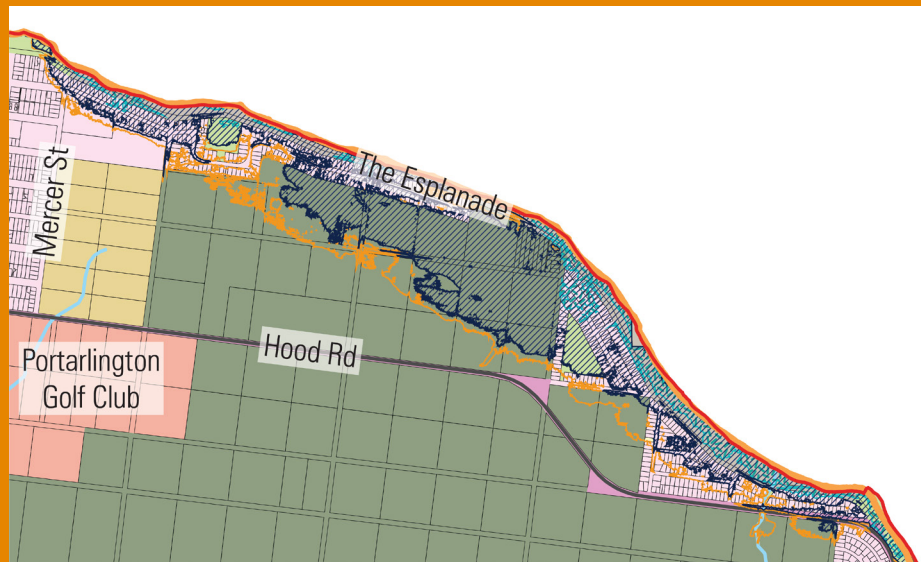 The Esplanade
Mercer St
Hood Rd
Portarlington
Golf Club